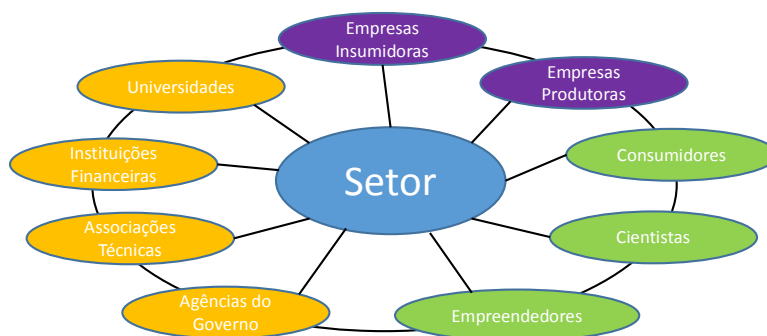 Empresas
Insumidoras
Universidades
Empresas
Produtoras
Instituições
Financeiras
Setor
Consumidores
Associações
Técnicas
Cientistas
Agências do
Governo
Empreendedores